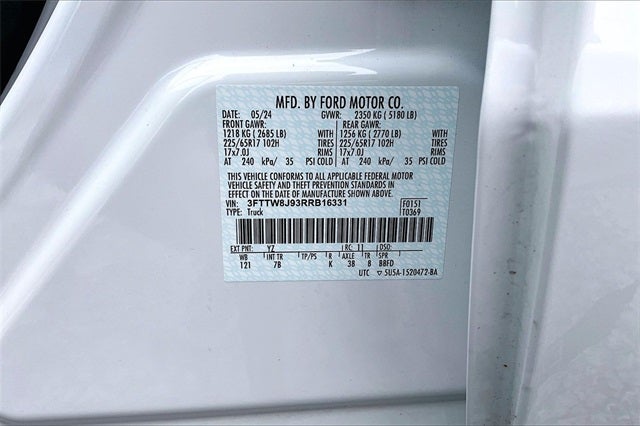 MFD. BY FORD MOTOR CO.
DATE: 05/24 GVWR: 2350 KG ( 5180 LB)
FRONT GAWR: REAR GAWR:
1218 KG ( 2685 LB) WITH 1256 KG ( 2770 LB) WITH
225/65R17 102H TIRES 225/65R17 102H TIRES
17x7.0J RIMS 17x7.0J RIMS
AT 240 kPa/ 35 PSI COLD AT 240 kPa/ 35 PSI COLD
THIS VEHICLE CONFORMS TO ALL APPLICABLE FEDERAL MOTOR
VEHICLE SAFETY AND THEFT PREVENTION STANDARDS IN
EFFECT ON THE DATE OF MANUFACTURE SHOWN ABOVE.
VIN: 3FTTW8J93RRB16331 F0151
TYPE: Truck T0369
EXT PNT: YZ RC: 11 DSO:
WB INT TR TP/PS R AXLE TR SPR
121 7B K 3B 8 BBFD
UTC ▽ 5U5A-1520472-BA